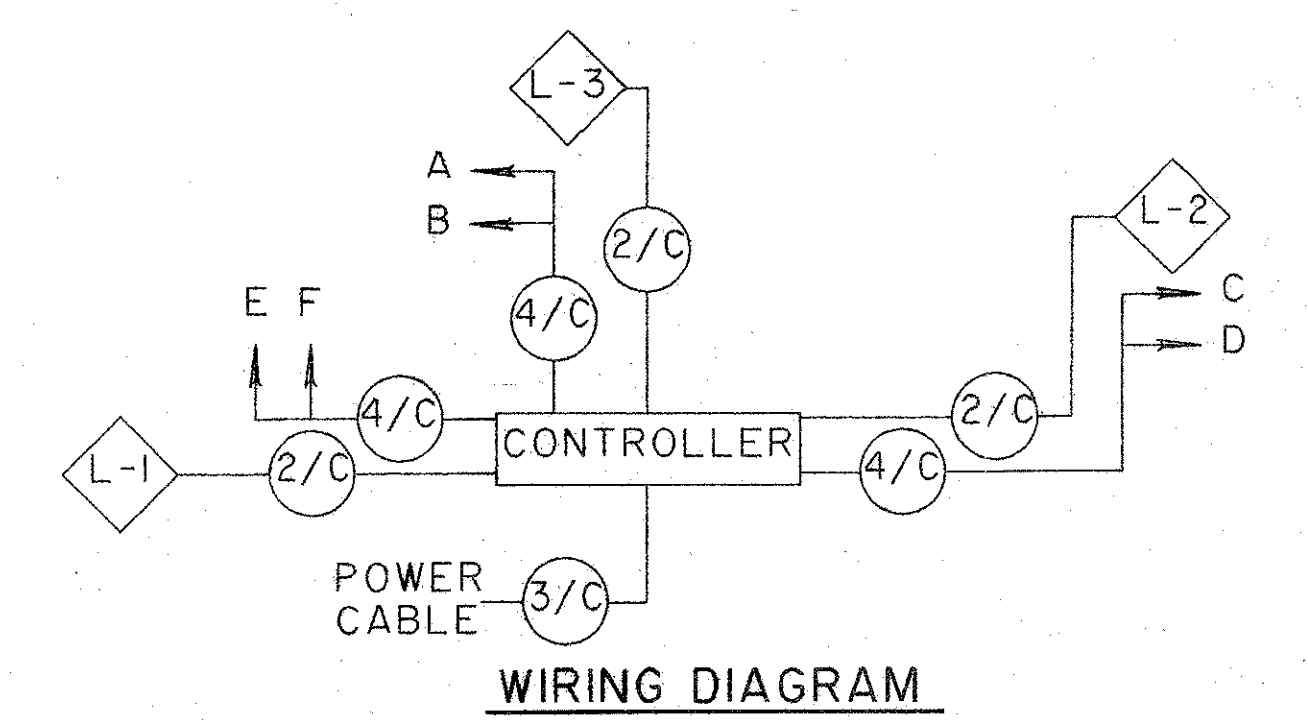 L-3
A
B
2/C
L-2
E F
4/C
C
D
4/C
2/C
CONTROLLER
L-1
2/C
4/C
POWER
CABLE
3/C
WIRING DIAGRAM